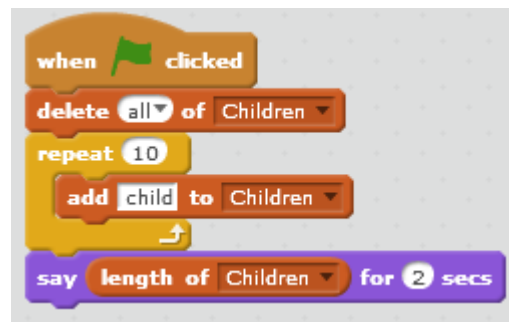 when clicked
delete all of Children
repeat 10
add child to Children
say length of Children for 2 secs